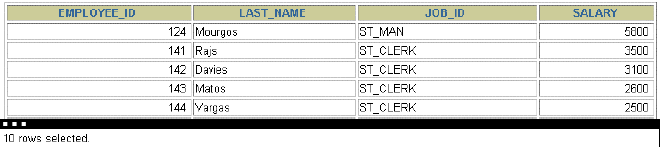 EMPLOYEE_ID LAST_NAME JOB_ID SALARY
124 Mourgos ST_MAN 5800
141 Rajs ST_CLERK 3500
142 Davies ST_CLERK 3100
143 Matos ST_CLERK 2600
144 Vargas ST_CLERK 2500
10 rows selected.